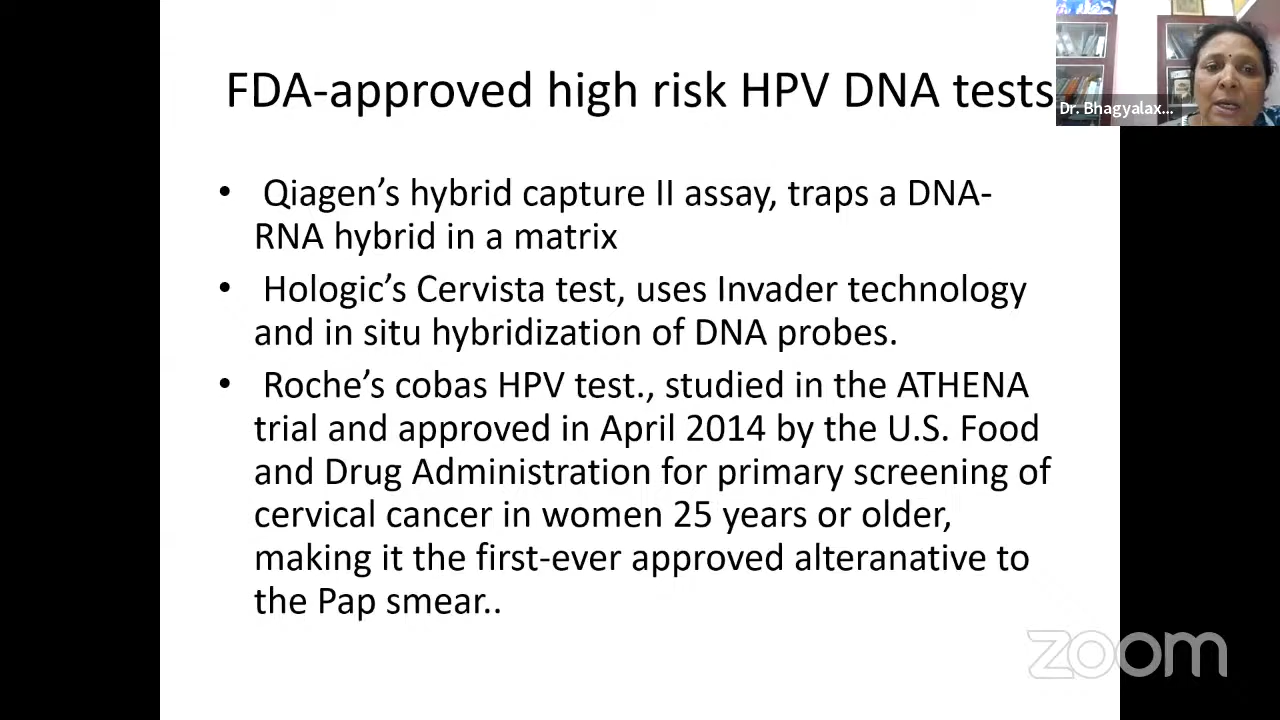 FDA-approved high risk HPV DNA tests
Dr. Bhagyalax...
• Qiagen’s hybrid capture II assay, traps a DNA-
RNA hybrid in a matrix
• Hologic’s Cervista test, uses Invader technology
and in situ hybridization of DNA probes.
• Roche’s cobas HPV test., studied in the ATHENA
trial and approved in April 2014 by the U.S. Food
and Drug Administration for primary screening of
cervical cancer in women 25 years or older,
making it the first-ever approved alteranative to
the Pap smear..
zoom